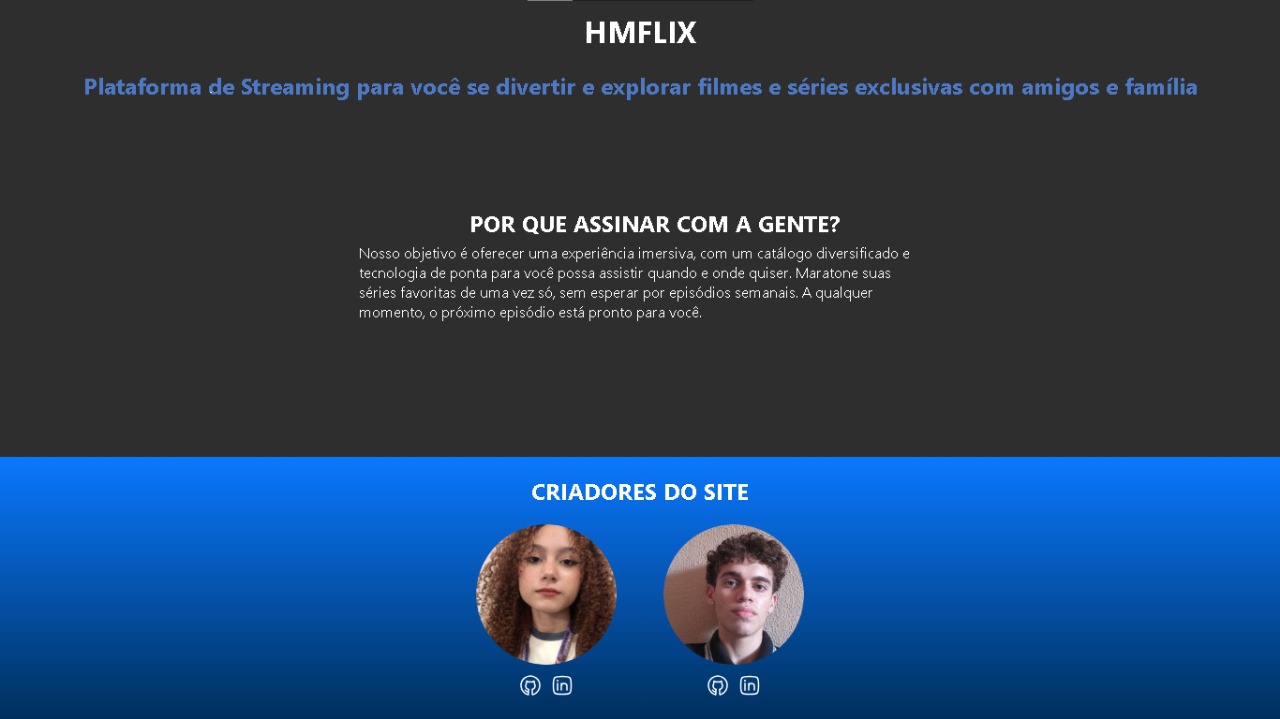 HMFLIX
Plataforma de Streaming para você se divertir e explorar filmes e séries exclusivas com amigos e família
POR QUE ASSINAR COM A GENTE?
Nosso objetivo é oferecer uma experiência imersiva, com um catálogo diversificado e
tecnologia de ponta para você possa assistir quando e onde quiser. Maratone suas
séries favoritas de uma vez só, sem esperar por episódios semanais. A qualquer
momento, o próximo episódio está pronto para você.
CRIADORES DO SITE
in in